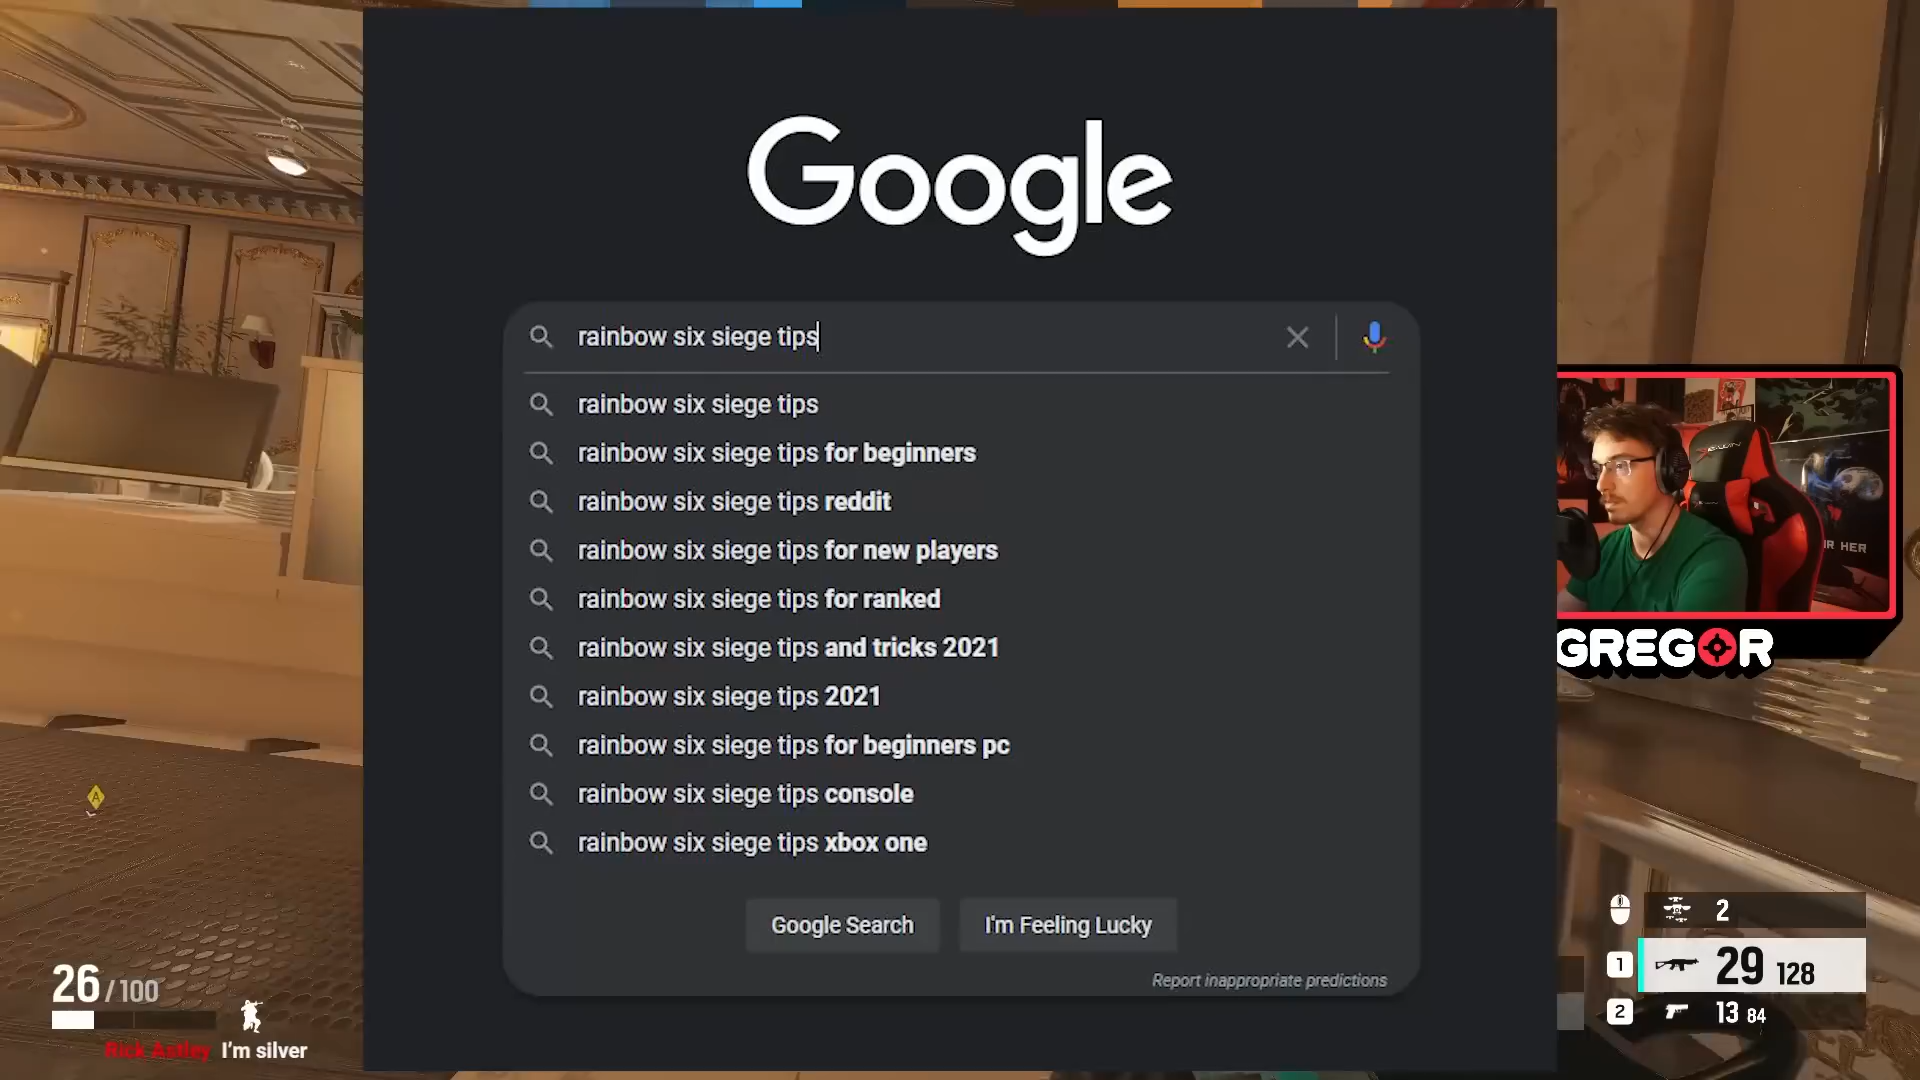 Google
rainbow six siege tips
rainbow six siege tips
rainbow six siege tips for beginners
rainbow six siege tips reddit
rainbow six siege tips for new players
rainbow six siege tips for ranked
rainbow six siege tips and tricks 2021
rainbow six siege tips 2021
rainbow six siege tips for beginners pc
rainbow six siege tips console
rainbow six siege tips xbox one
Google Search
I'm Feeling Lucky
Report inappropriate predictions
IR HER
GREGOR
A
26/100
Rick Astley I'm silver
2
1 29 128
2 13 84